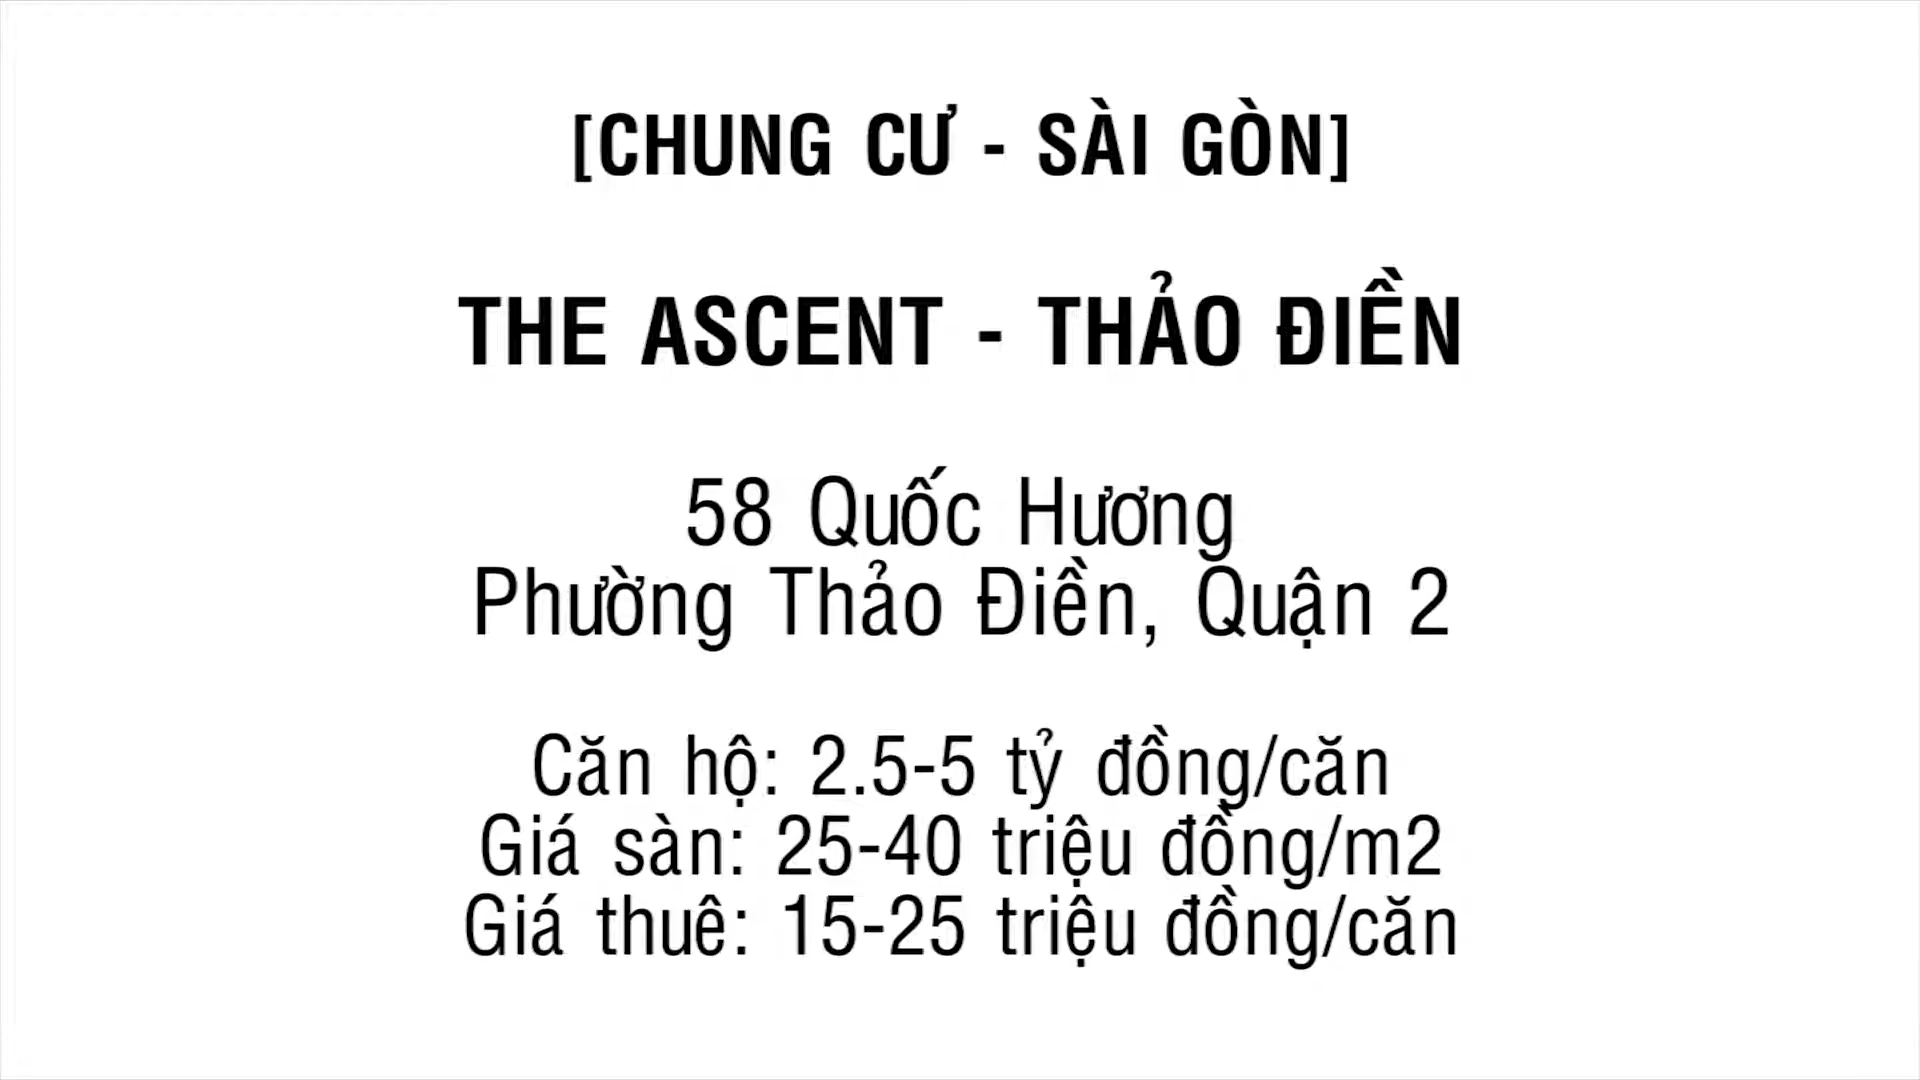 [CHUNG CƯ - SÀI GÒN]
THE ASCENT - THẢO ĐIỀN
58 Quốc Hương
Phường Thảo Điền, Quận 2
Căn hộ: 2.5-5 tỷ đồng/căn
Giá sàn: 25-40 triệu đồng/m2
Giá thuê: 15-25 triệu đồng/căn